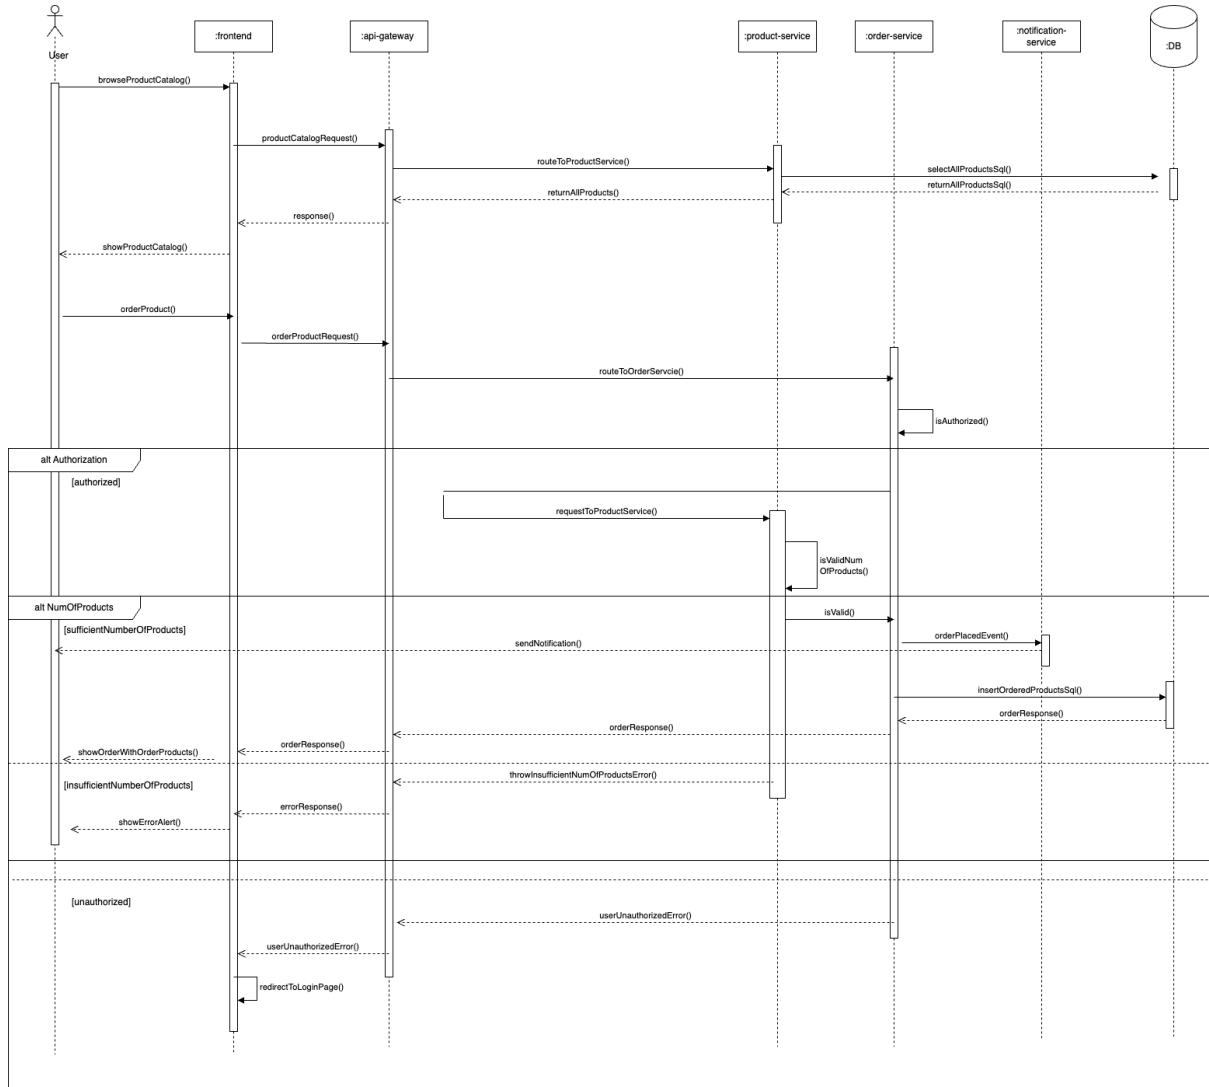 :frontend
:api-gateway
:product-service
:order-service
:notification-
service
:DB
User
browseProductCatalog()
productCatalogRequest()
routeToProductService()
selectAllProductsSql()
returnAllProductsSql()
returnAllProducts()
response()
showProductCatalog()
orderProduct()
orderProductRequest()
routeToOrderServcie()
isAuthorized()
alt Authorization
[authorized]
requestToProductService()
isValidNum
OfProducts()
alt NumOfProducts
isValid()
[sufficientNumberOfProducts]
orderPlacedEvent()
sendNotification()
insertOrderedProductsSql()
orderResponse()
orderResponse()
orderResponse()
showOrderWithOrderProducts()
throwInsufficientNumOfProductsError()
[insufficientNumberOfProducts]
errorResponse()
showErrorAlert()
[unauthorized]
userUnauthorizedError()
userUnauthorizedError()
redirectToLoginPage()